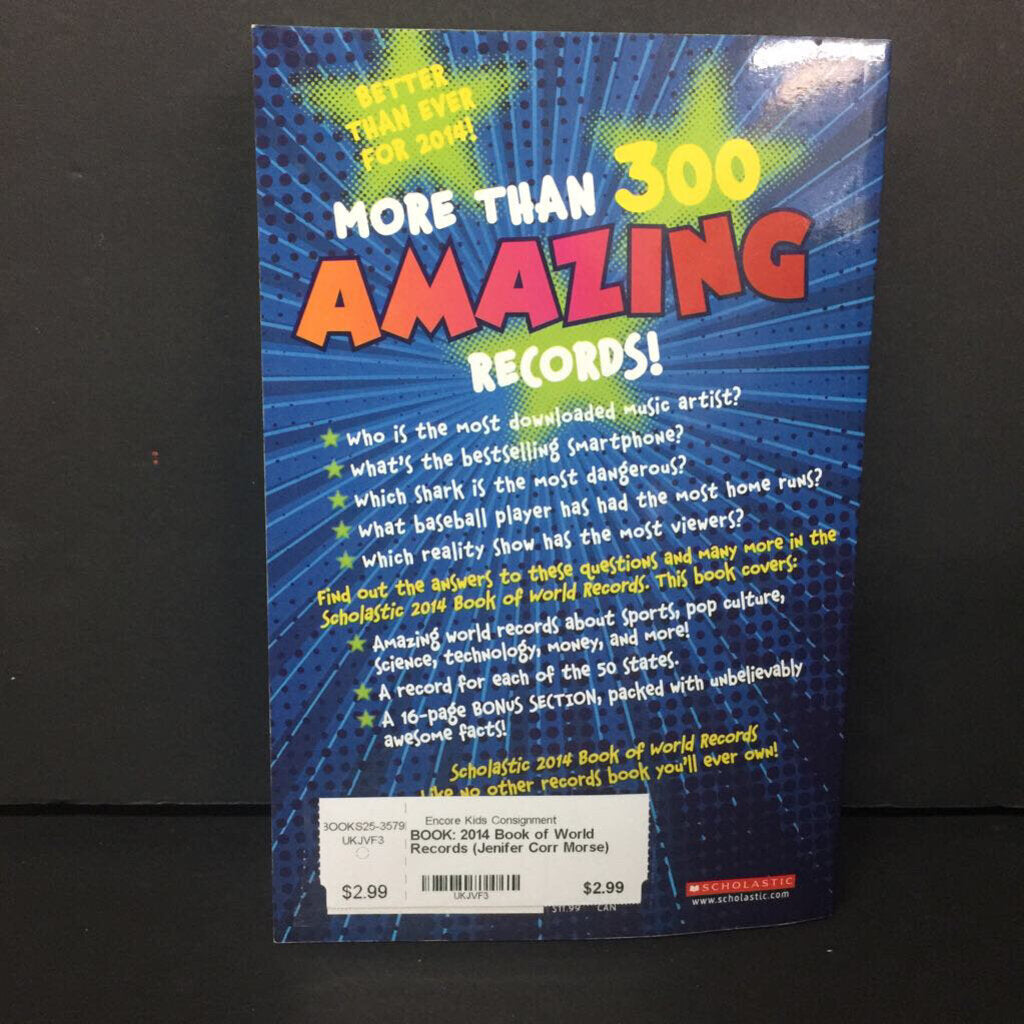 BETTER
THAN EVER
FOR 2014!
MORE THAN 300
AMAZING
RECORDS!
Who is the most downloaded music artist?
What's the bestselling smartphone?
Which shark is the most dangerous?
What baseball player has had the most home runs?
Which reality show has the most viewers?
Find out the answers to these questions and many more in the
Scholastic 2014 Book of World Records. This book covers:
Amazing world records about sports, pop culture,
science, technology, money, and more!
A record for each of the 50 states.
A 16-page BONUS SECTION, packed with unbelievably
awesome facts!
Scholastic 2014 Book of World Records
like no other records book you'll ever own!
BOOKS25-3579
UKJVF3
$2.99
Encore Kids Consignment
BOOK: 2014 Book of World
Records (Jenifer Corr Morse)
UKJVF3
$2.99
$11.99 CAN
SCHOLASTIC
www.scholastic.com